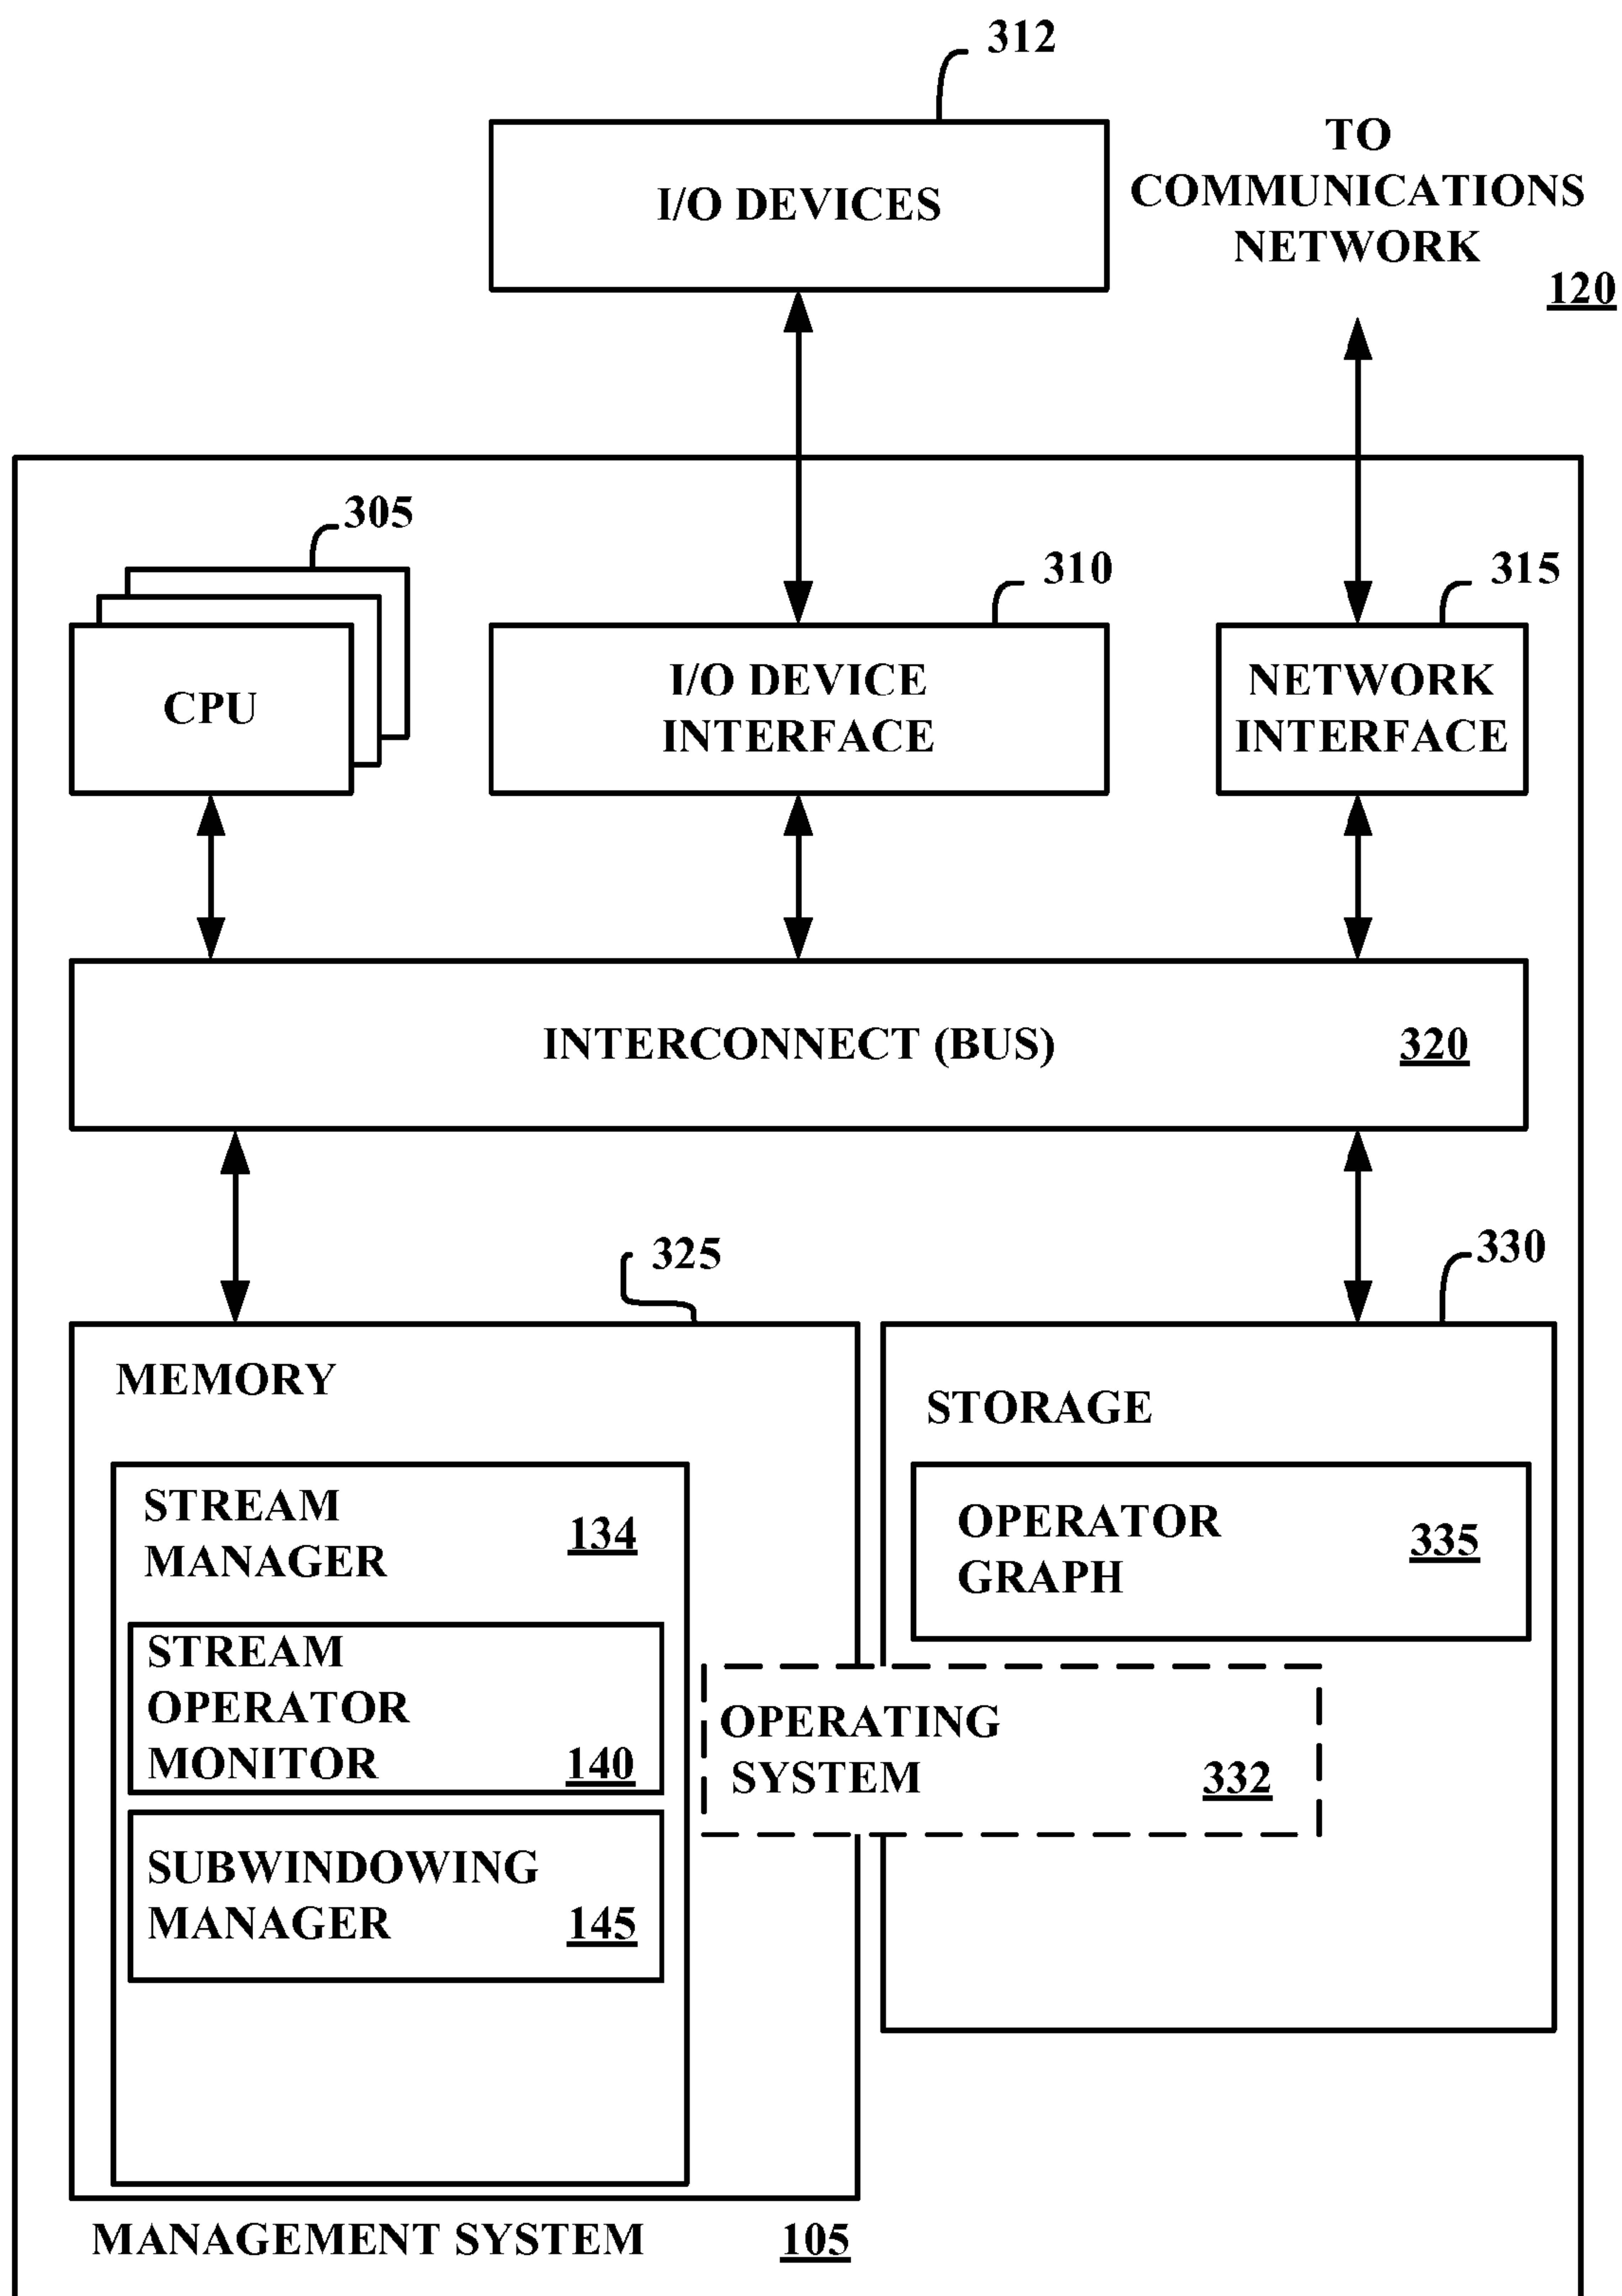 312
I/O DEVICES
TO
COMMUNICATIONS
NETWORK
120
305
310
315
CPU
I/O DEVICE
INTERFACE
NETWORK
INTERFACE
INTERCONNECT (BUS)
320
325
330
MEMORY
STORAGE
STREAM
MANAGER
134
OPERATOR
GRAPH
335
STREAM
OPERATOR
MONITOR
140
OPERATING
SYSTEM
332
SUBWINDOWING
MANAGER
145
MANAGEMENT SYSTEM
105